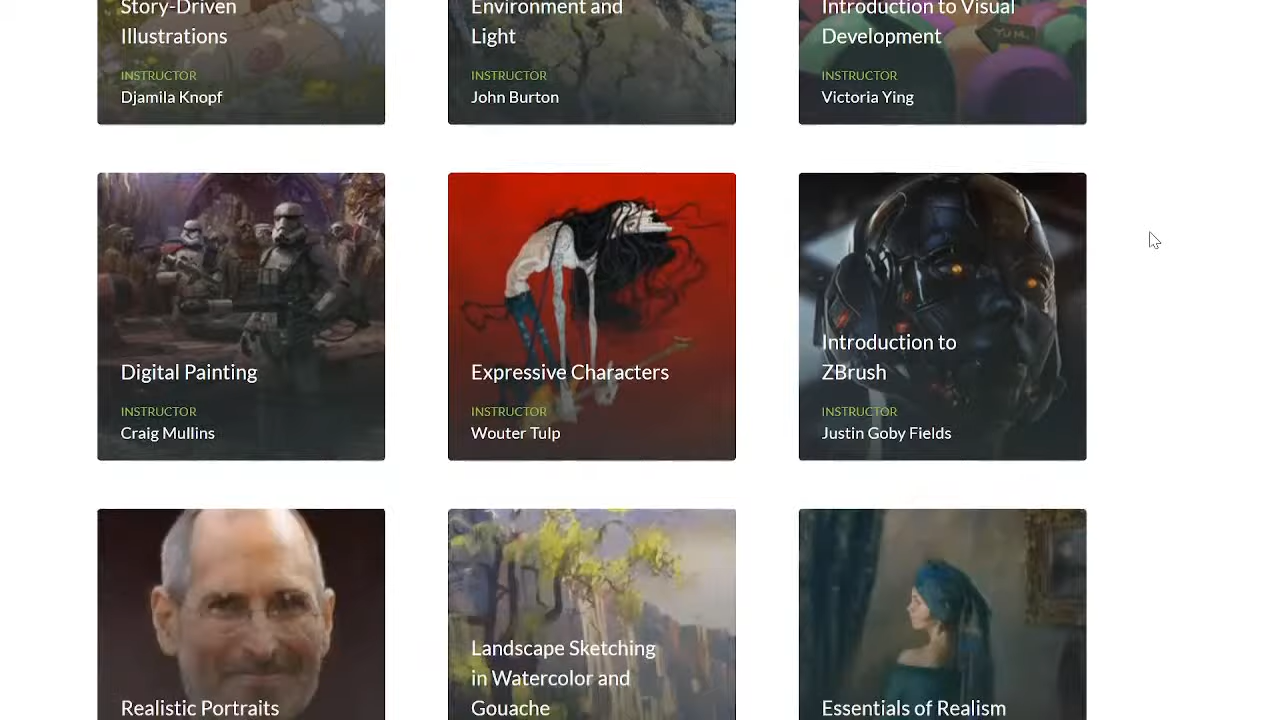 Story-Driven
Illustrations
INSTRUCTOR
Djamila Knopf
Environment and
Light
INSTRUCTOR
John Burton
Introduction to Visual
Development
YUM.
INSTRUCTOR
Victoria Ying
Digital Painting
INSTRUCTOR
Craig Mullins
Expressive Characters
INSTRUCTOR
Wouter Tulp
Introduction to
ZBrush
INSTRUCTOR
Justin Goby Fields
Realistic Portraits
Landscape Sketching
in Watercolor and
Gouache
Essentials of Realism